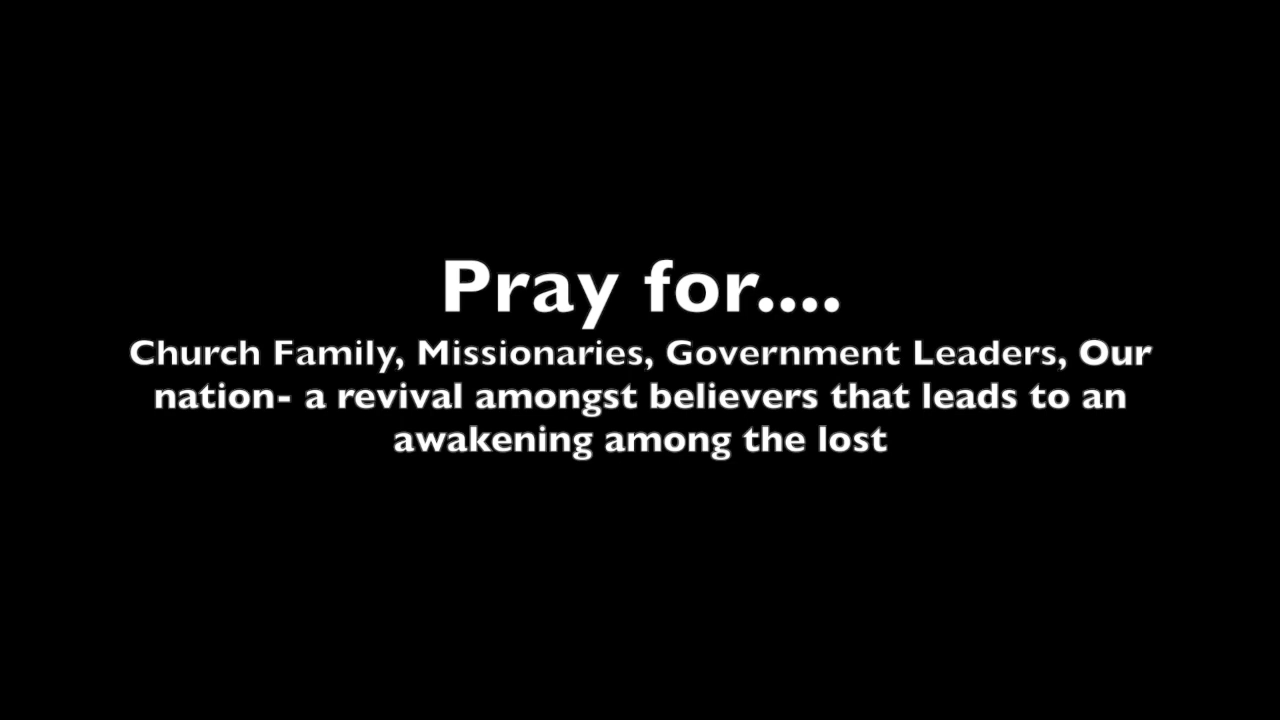 Pray for....
Church Family, Missionaries, Government Leaders, Our
nation- a revival amongst believers that leads to an
awakening among the lost